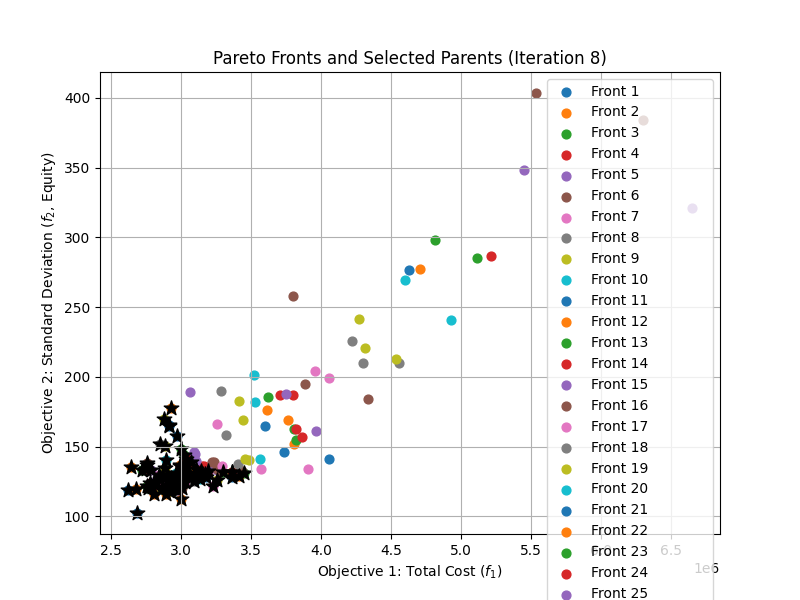 Pareto Fronts and Selected Parents (Iteration 8)
Objective 2: Standard Deviation (f2, Equity)
400
350
300
250
200
150
100
2.5 3.0 3.5 4.0 4.5 5.0 5.5 6.5
1e6
Objective 1: Total Cost (f1)
Front 1
Front 2
Front 3
Front 4
Front 5
Front 6
Front 7
Front 8
Front 9
Front 10
Front 11
Front 12
Front 13
Front 14
Front 15
Front 16
Front 17
Front 18
Front 19
Front 20
Front 21
Front 22
Front 23
Front 24
Front 25